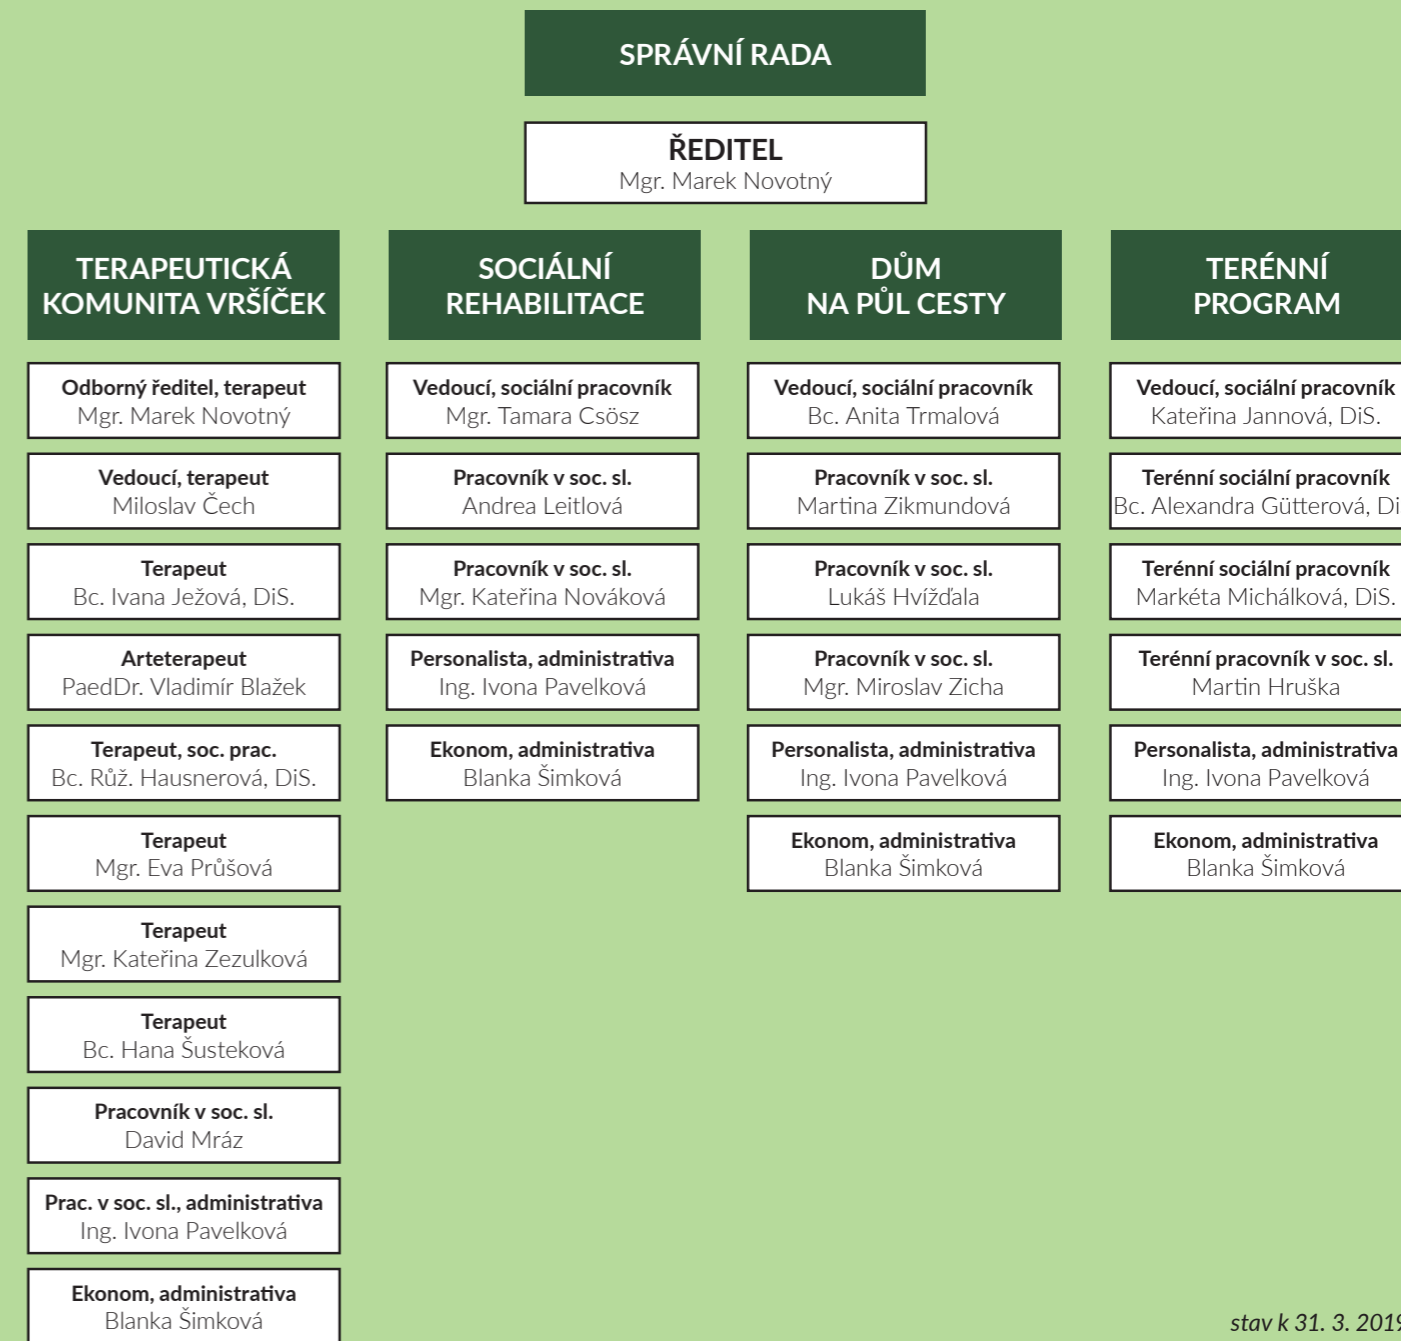 SPRÁVNÍ RADA
ŘEDITEL
Mgr. Marek Novotný
TERAPEUTICKÁ
KOMUNITA VRŠÍČEK
Odborný ředitel, terapeut
Mgr. Marek Novotný
Vedoucí, terapeut
Miloslav Čech
Terapeut
Bc. Ivana Ježová, DiS.
Arteterapeut
PaedDr. Vladimír Blažek
Terapeut, soc. prac.
Bc. Růž. Hausnerová, DiS.
Terapeut
Mgr. Eva Průšová
Terapeut
Mgr. Kateřina Zezulková
Terapeut
Bc. Hana Šusteková
Pracovník v soc. sl.
David Mráz
Prac. v soc. sl., administrativa
Ing. Ivona Pavelková
Ekonom, administrativa
Blanka Šimková
SOCIÁLNÍ
REHABILITACE
Vedoucí, sociální pracovník
Mgr. Tamara Csösz
Pracovník v soc. sl.
Andrea Leitlová
Pracovník v soc. sl.
Mgr. Kateřina Nováková
Personalista, administrativa
Ing. Ivona Pavelková
Ekonom, administrativa
Blanka Šimková
DŮM
NA PŮL CESTY
Vedoucí, sociální pracovník
Bc. Anita Trmalová
Pracovník v soc. sl.
Martina Zikmundová
Pracovník v soc. sl.
Lukáš Hvížďala
Pracovník v soc. sl.
Mgr. Miroslav Zicha
Personalista, administrativa
Ing. Ivona Pavelková
Ekonom, administrativa
Blanka Šimková
TERÉNNÍ
PROGRAM
Vedoucí, sociální pracovník
Kateřina Jannová, DiS.
Terénní sociální pracovník
Bc. Alexandra Gütterová, Di
Terénní sociální pracovník
Markéta Michálková, DiS.
Terénní pracovník v soc. sl.
Martin Hruška
Personalista, administrativa
Ing. Ivona Pavelková
Ekonom, administrativa
Blanka Šimková
stav k 31. 3. 2019